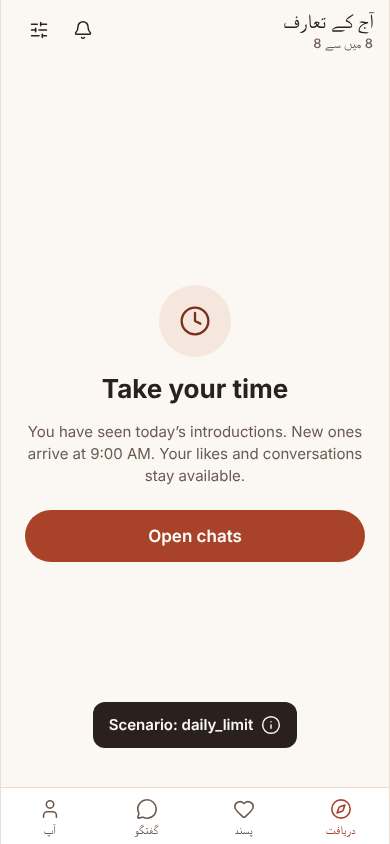 آج کے تعارف
8 میں سے 8
Take your time
You have seen today’s introductions. New ones
arrive at 9:00 AM. Your likes and conversations
stay available.
Open chats
Scenario: daily_limit
دریافت
پسند
گفتگو
آپ